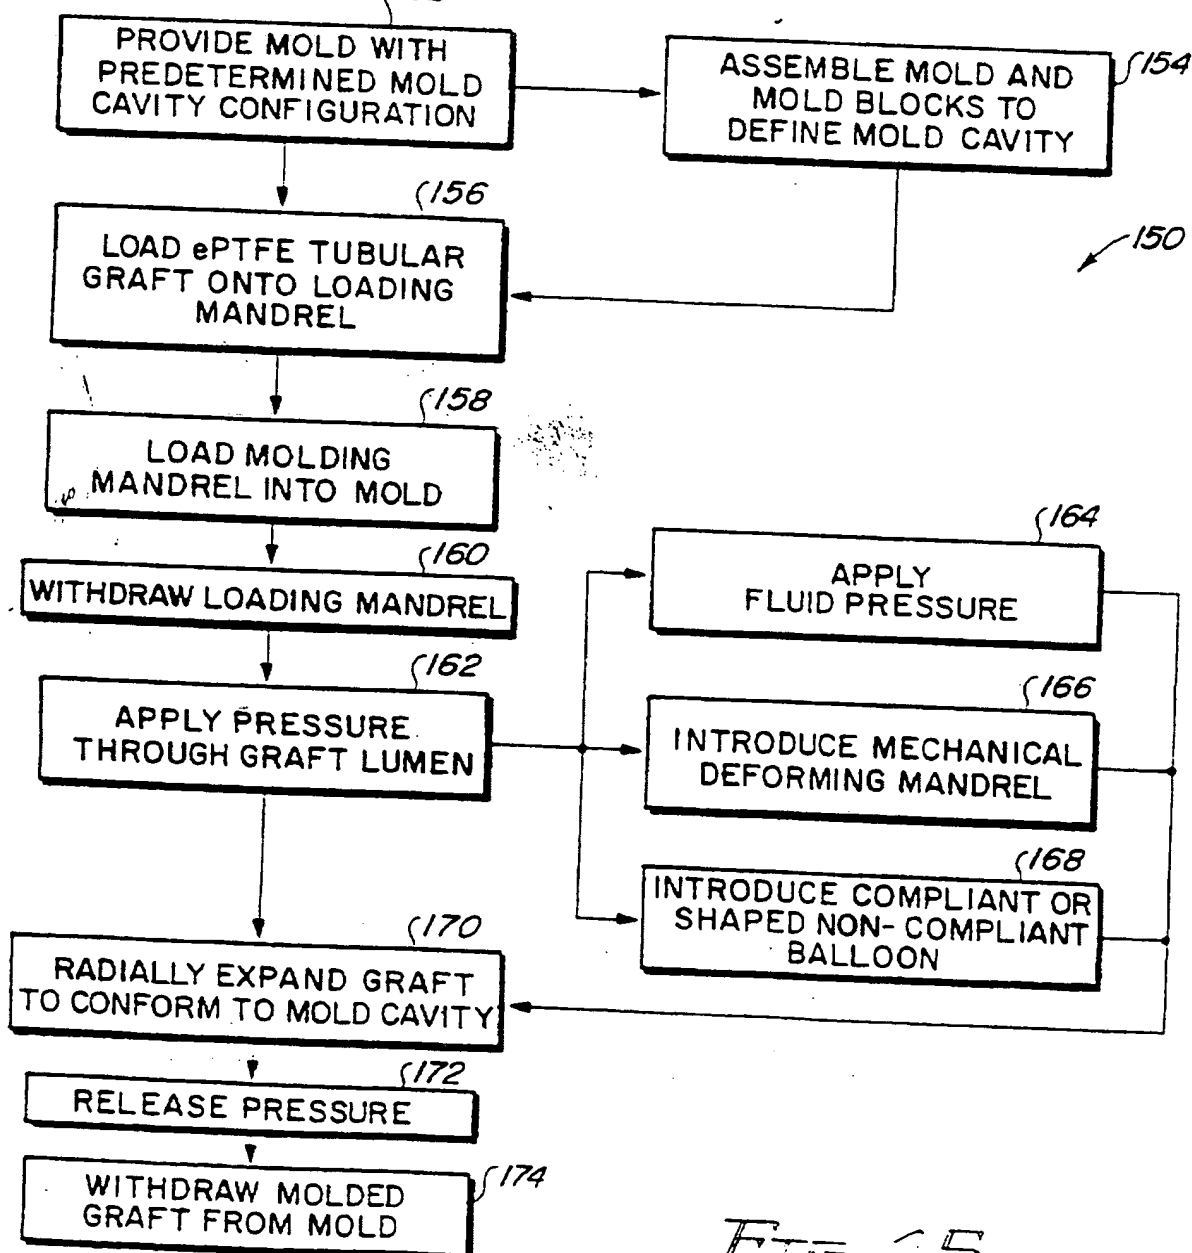 PROVIDE MOLD WITH
PREDETERMINED MOLD
CAVITY CONFIGURATION
ASSEMBLE MOLD AND
MOLD BLOCKS TO
DEFINE MOLD CAVITY
154
156
LOAD ePTFE TUBULAR
GRAFT ONTO LOADING
MANDREL
150
158
LOAD MOLDING
MANDREL INTO MOLD
160
WITHDRAW LOADING MANDREL
162
APPLY PRESSURE
THROUGH GRAFT LUMEN
164
APPLY
FLUID PRESSURE
166
INTRODUCE MECHANICAL
DEFORMING MANDREL
168
INTRODUCE COMPLIANT OR
SHAPED NON-COMPLIANT
BALLOON
170
RADIALLY EXPAND GRAFT
TO CONFORM TO MOLD CAVITY
172
RELEASE PRESSURE
174
WITHDRAW MOLDED
GRAFT FROM MOLD